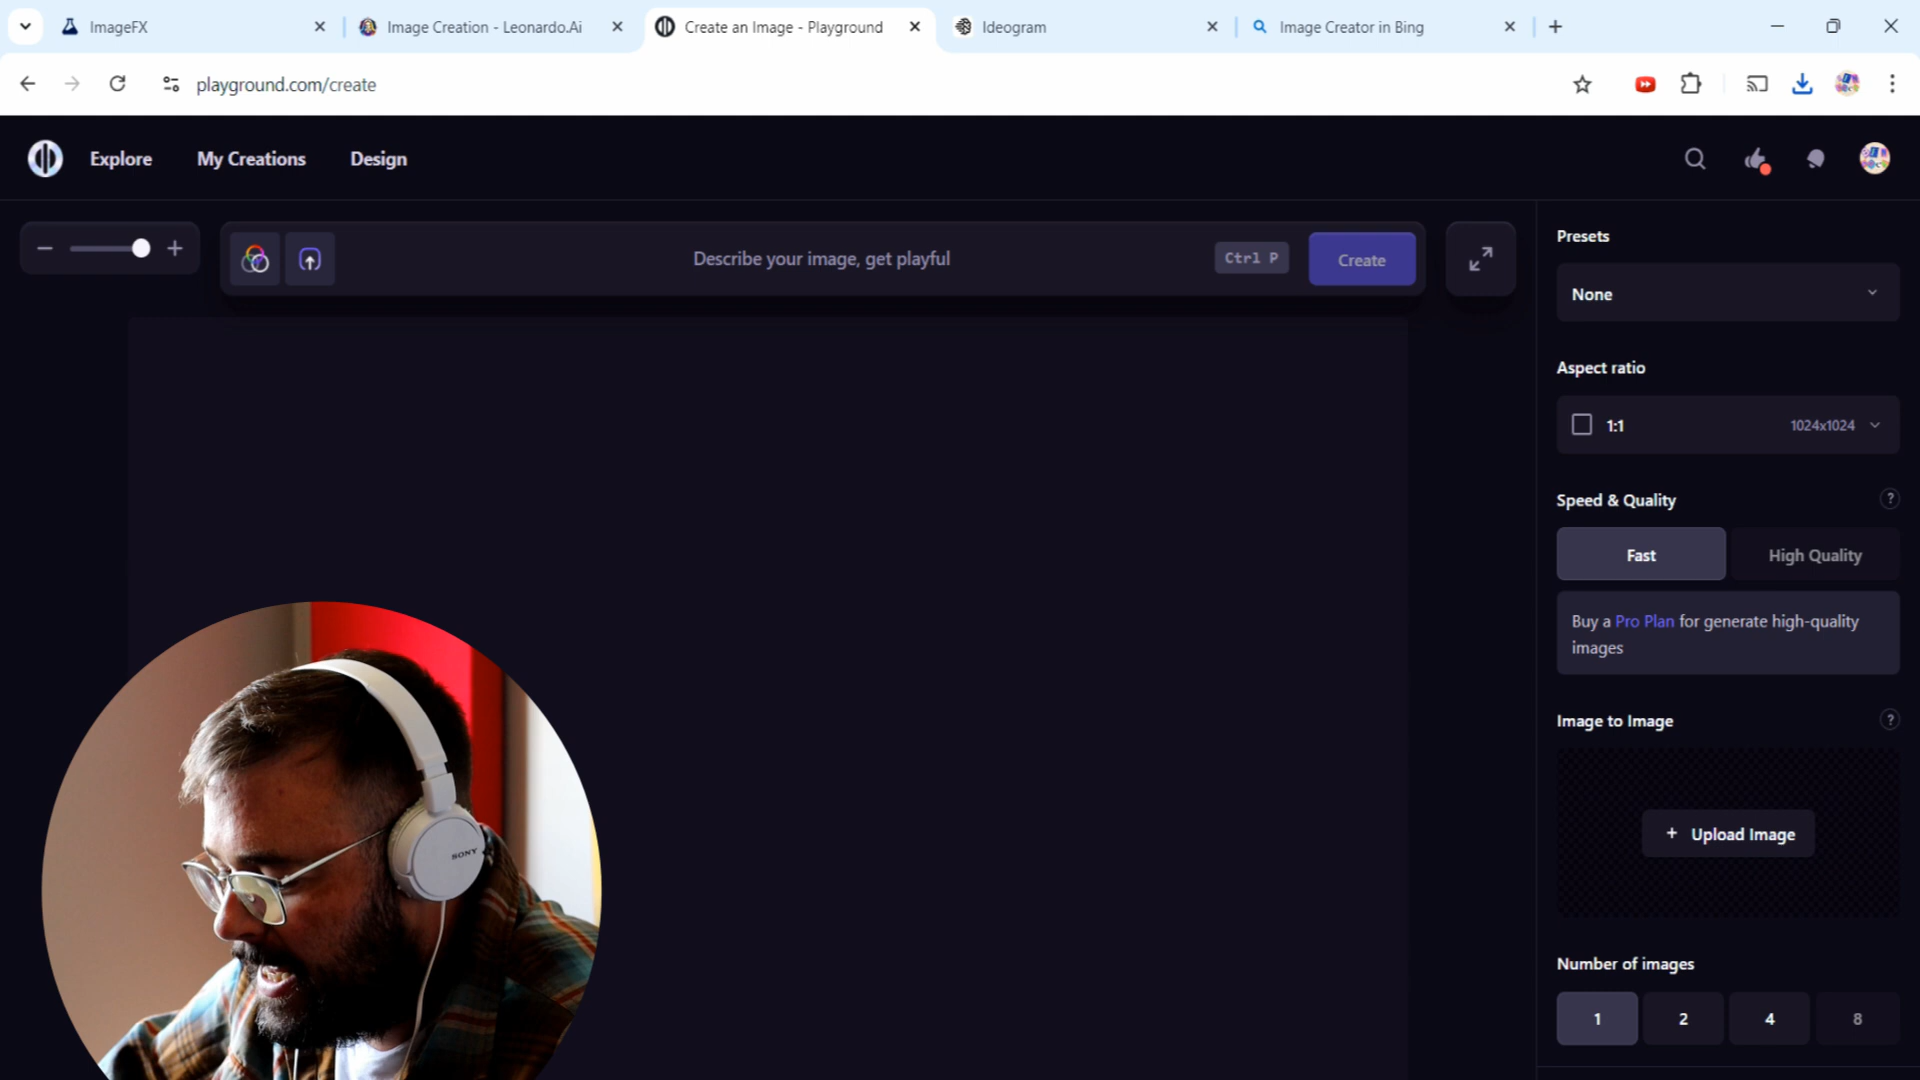 ImageFX
Image Creation - Leonardo.Ai
Create an Image - Playground
Ideogram
Image Creator in Bing
playground.com/create
Explore
My Creations
Design
Describe your image, get playful
Ctrl P
Create
Presets
None
Aspect ratio
1:1
1024x1024
Speed & Quality
?
Fast
High Quality
Buy a Pro Plan for generate high-quality
images
Image to Image
?
+ Upload Image
SONY
Number of images
1
2
4
8